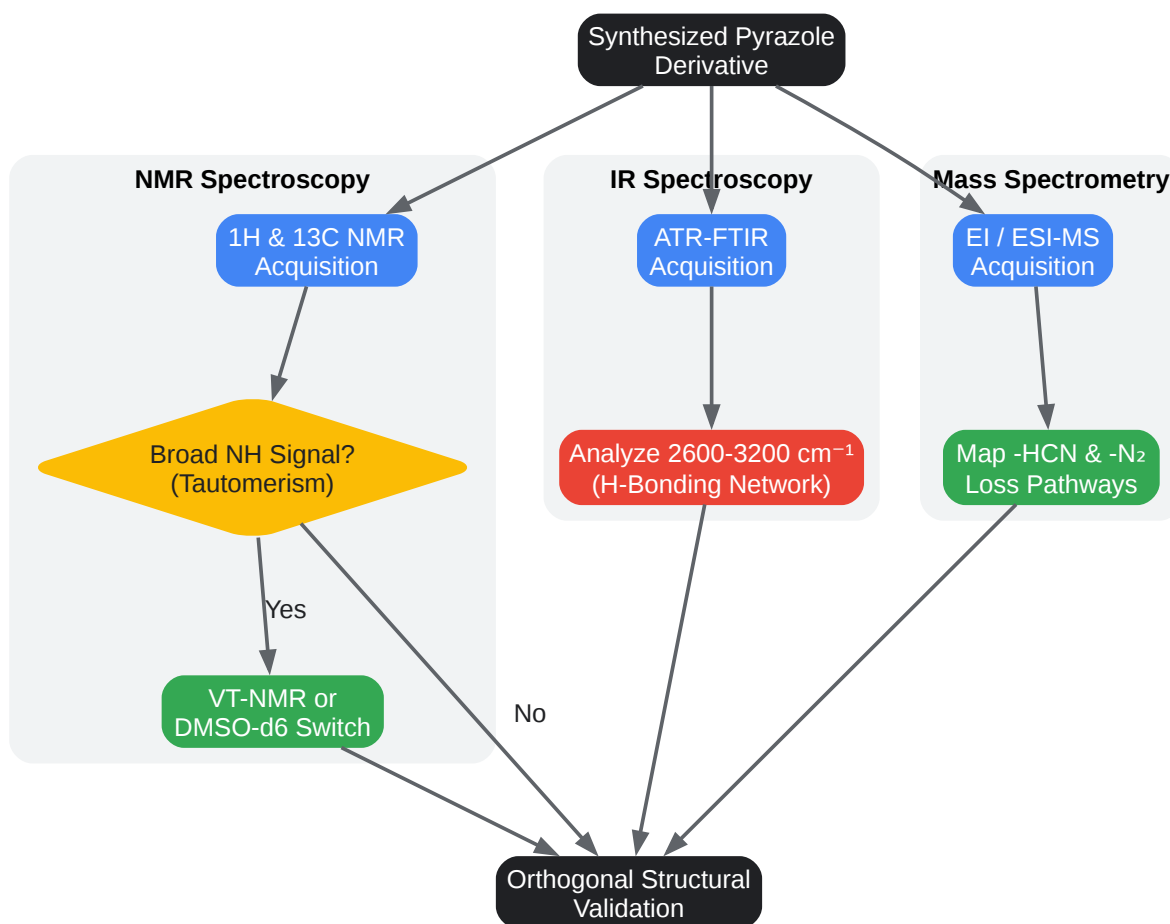 Synthesized Pyrazole
Derivative
NMR Spectroscopy
IR Spectroscopy
Mass Spectrometry
1H & 13C NMR
Acquisition
ATR-FTIR
Acquisition
EI / ESI-MS
Acquisition
Broad NH Signal?
(Tautomerism)
Analyze 2600-3200 cm⁻¹
(H-Bonding Network)
Map -HCN & -N₂
Loss Pathways
Yes
No
VT-NMR or
DMSO-d6 Switch
Orthogonal Structural
Validation